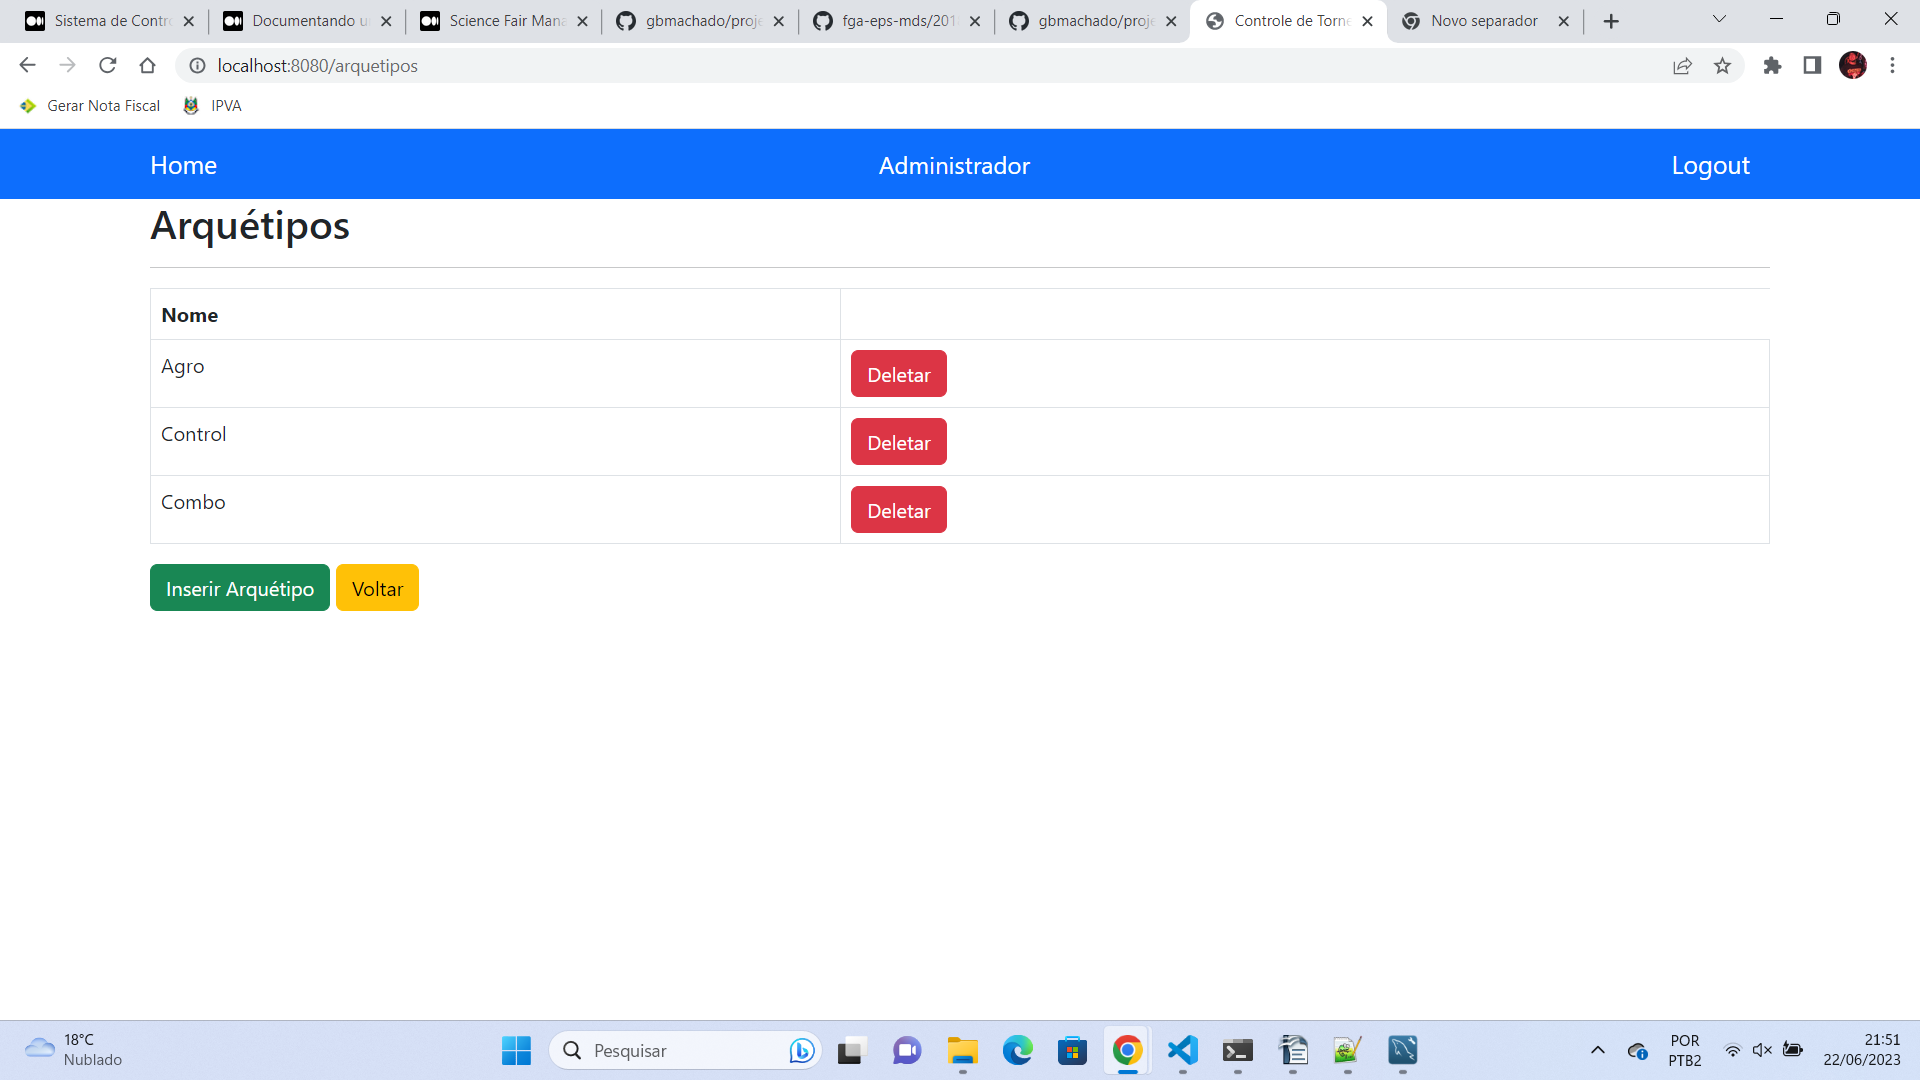 Sistema de Contro
Documentando u
Science Fair Mana
gbmachado/proje
fga-eps-mds/201
gbmachado/proje
Controle de Torne
Novo separador
localhost:8080/arquetipos
Gerar Nota Fiscal
IPVA
Home
Administrador
Logout
Arquétipos
Nome
Agro
Deletar
Control
Deletar
Combo
Deletar
Inserir Arquétipo
Voltar
18°C
Nublado
Pesquisar
POR
PTB2
21:51
22/06/2023